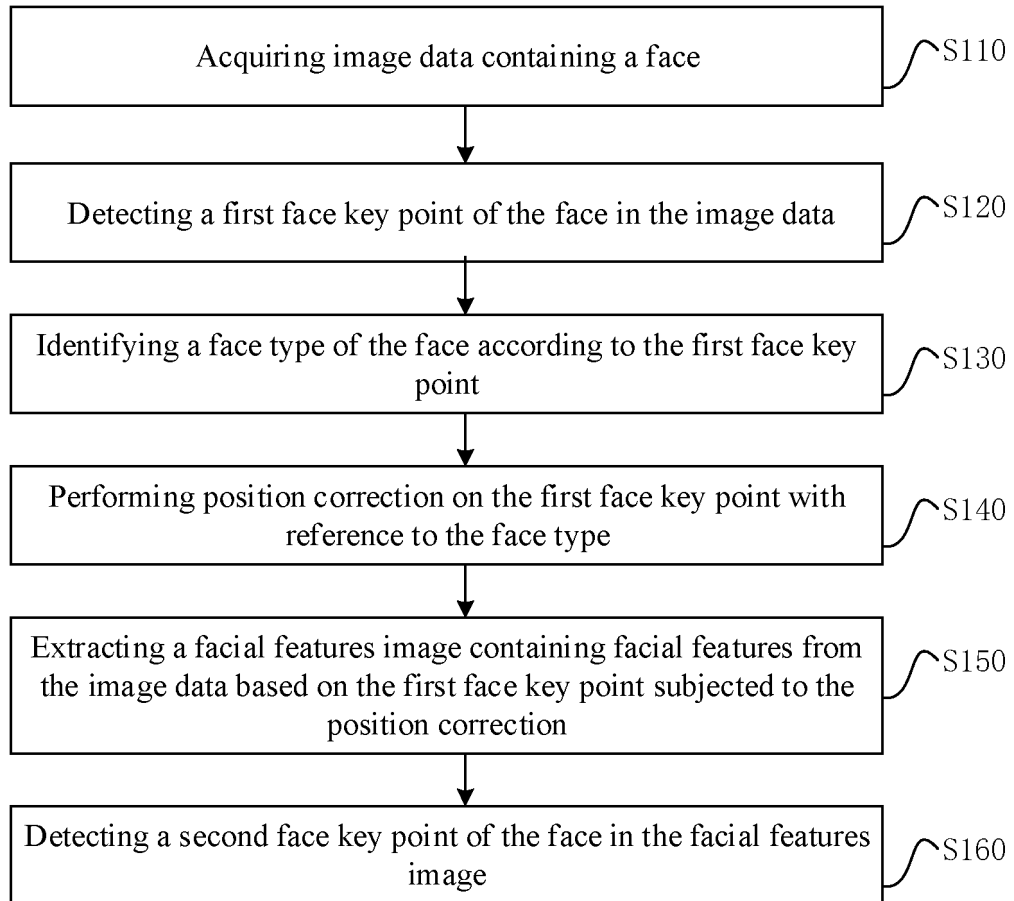 Acquiring image data containing a face
S110
Detecting a first face key point of the face in the image data
S120
Identifying a face type of the face according to the first face key
point
S130
Performing position correction on the first face key point with
reference to the face type
S140
Extracting a facial features image containing facial features from
the image data based on the first face key point subjected to the
position correction
S150
Detecting a second face key point of the face in the facial features
image
S160